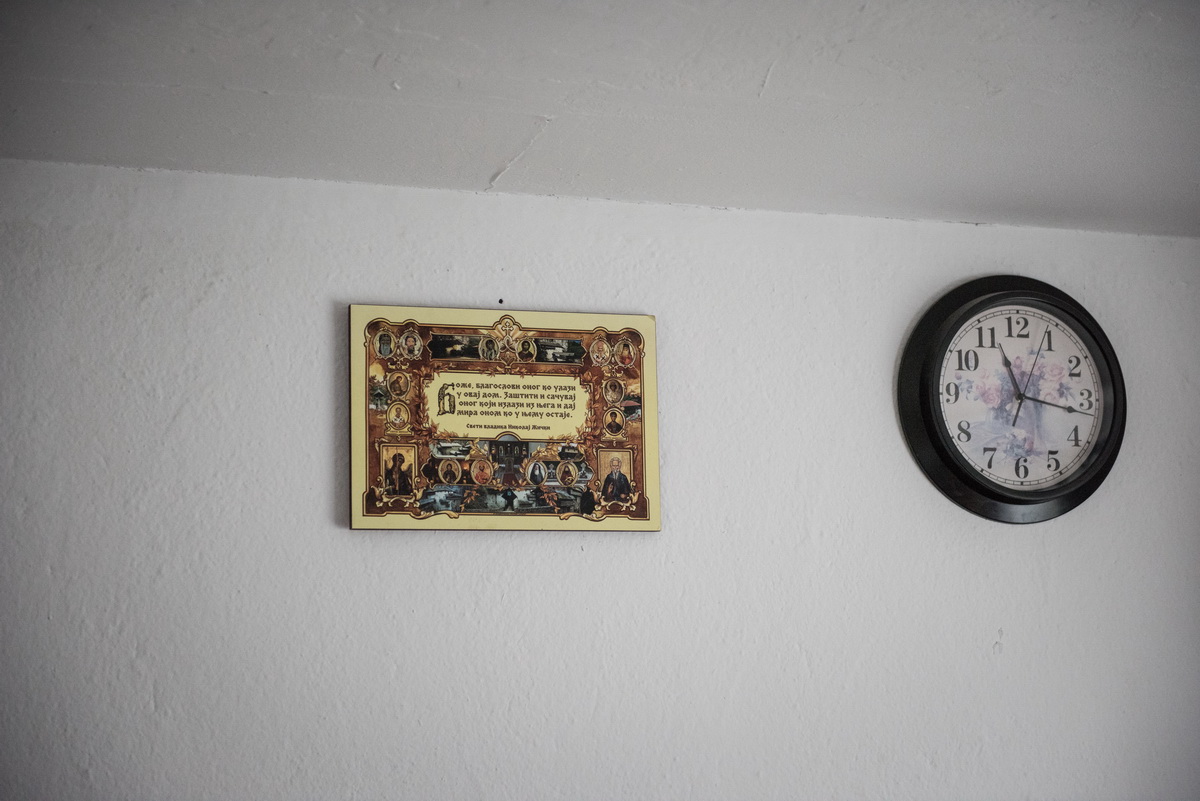 Боже, благослови оног ко улази
у овај дом. Заштити и сачувај
оног који излази из њега и дај
мира оном ко у њему остаје.
Свети владика Николај Жички
12
11 1
10 2
9 3
8 4
7 5
6